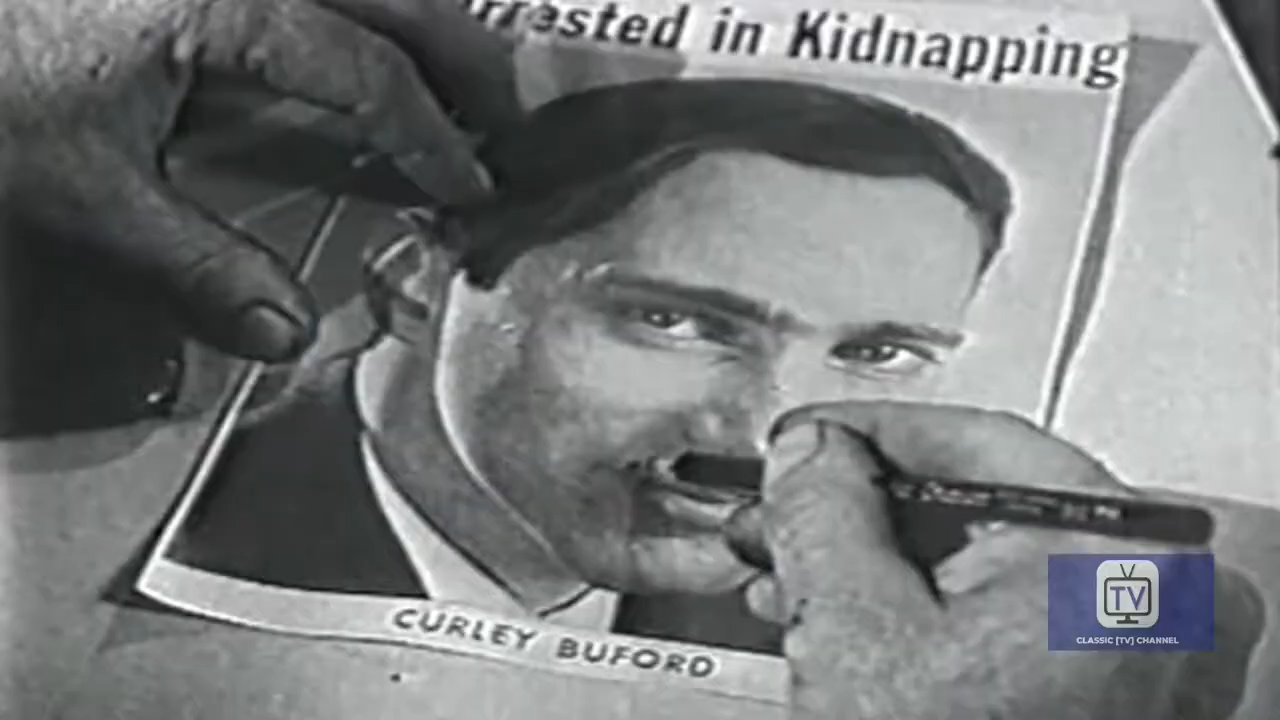 rrested in Kidnapping
CURLEY BUFORD
TV
CLASSIC [TV] CHANNEL